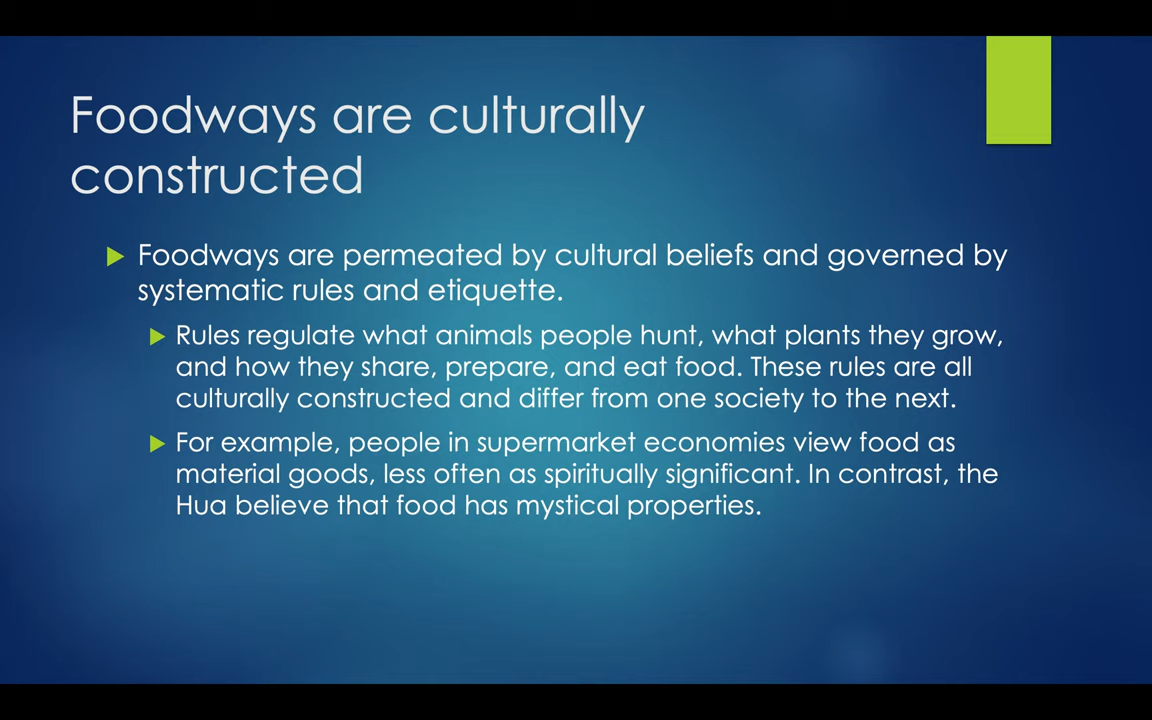 Foodways are culturally
constructed
Foodways are permeated by cultural beliefs and governed by
systematic rules and etiquette.
Rules regulate what animals people hunt, what plants they grow,
and how they share, prepare, and eat food. These rules are all
culturally constructed and differ from one society to the next.
For example, people in supermarket economies view food as
material goods, less often as spiritually significant. In contrast, the
Hua believe that food has mystical properties.